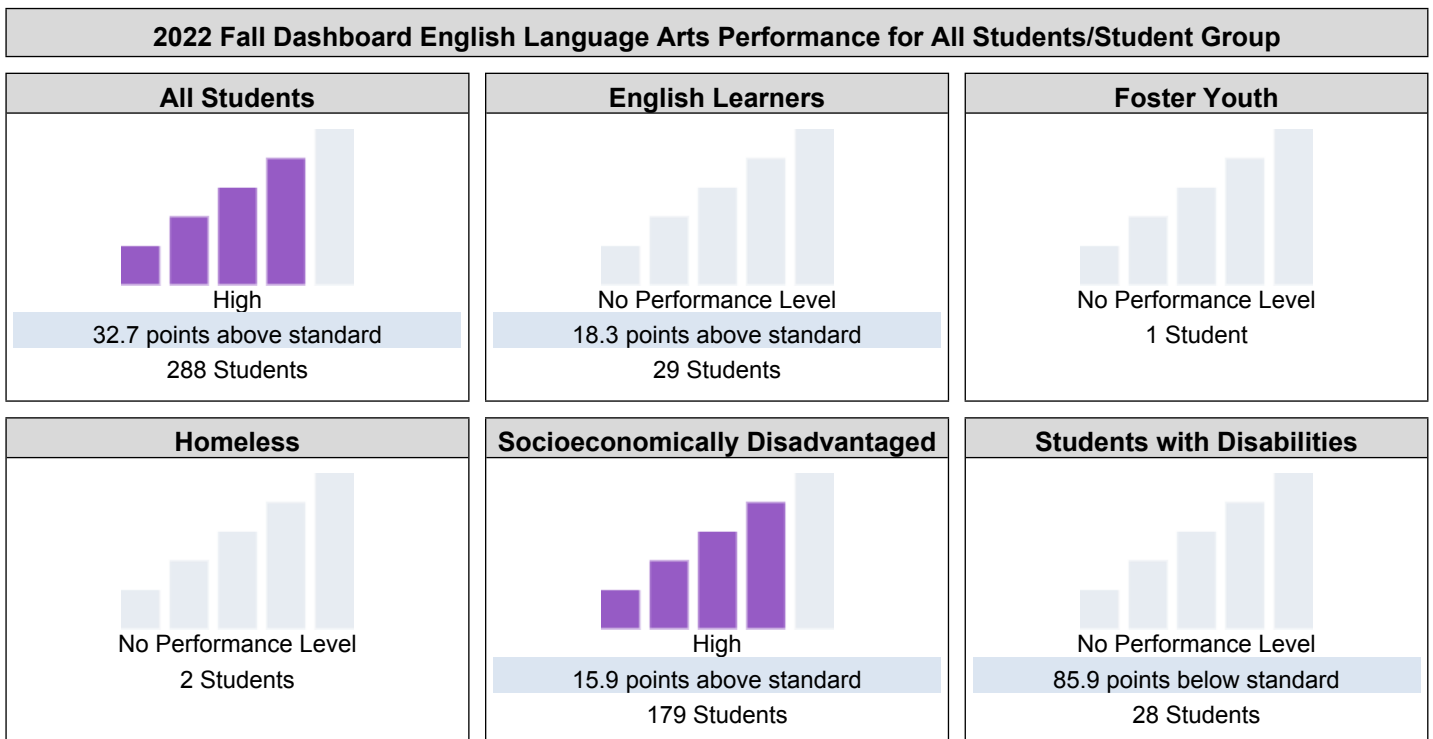 2022 Fall Dashboard English Language Arts Performance for All Students/Student Group
All Students
High
32.7 points above standard
288 Students
English Learners
No Performance Level
18.3 points above standard
29 Students
Foster Youth
No Performance Level
1 Student
Homeless
No Performance Level
2 Students
Socioeconomically Disadvantaged
High
15.9 points above standard
179 Students
Students with Disabilities
No Performance Level
85.9 points below standard
28 Students